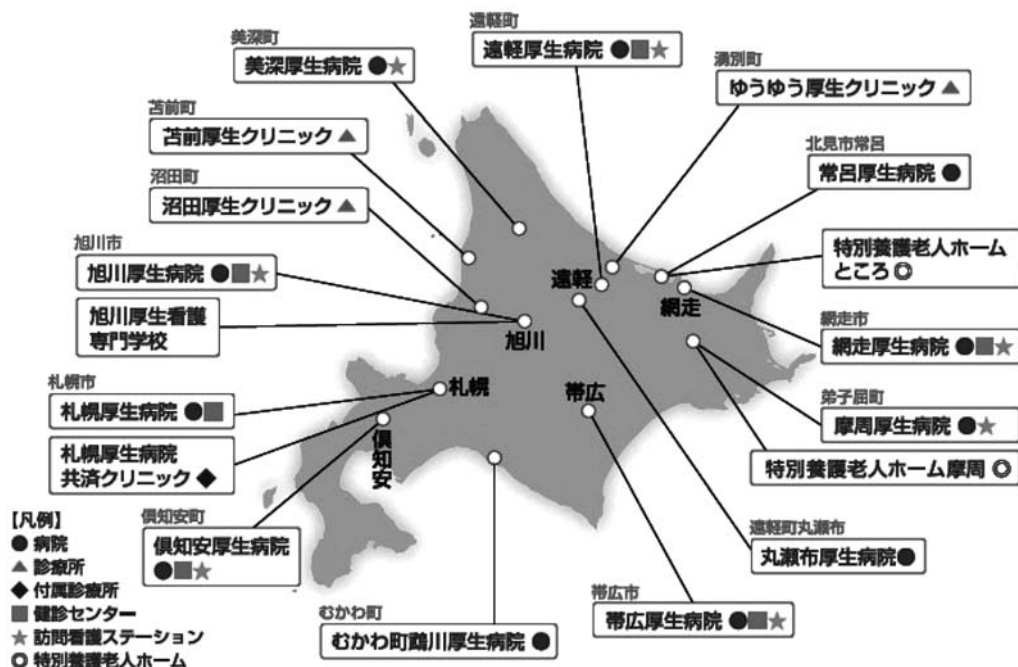 遠軽町
遠軽厚生病院 ●■★
美深町
美深厚生病院 ●★
湧別町
ゆうゆう厚生クリニック ▲
苫前町
苫前厚生クリニック ▲
北見市常呂
常呂厚生病院 ●
沼田町
沼田厚生クリニック ▲
特別養護老人ホーム
ところ ◎
旭川市
旭川厚生病院 ●■★
旭川厚生看護
専門学校
遠軽
網走
旭川
網走市
網走厚生病院 ●■★
札幌市
札幌厚生病院 ●■
札幌
帯広
弟子屈町
摩周厚生病院 ●★
札幌厚生病院
共済クリニック ◆
倶知安
特別養護老人ホーム摩周 ◎
倶知安町
倶知安厚生病院
●■★
遠軽町丸瀬布
丸瀬布厚生病院●
むかわ町
むかわ町鵡川厚生病院 ●
帯広市
帯広厚生病院 ●■★
【凡例】
● 病院
▲ 診療所
◆ 付属診療所
■ 健診センター
★ 訪問看護ステーション
◎ 特別養護老人ホーム